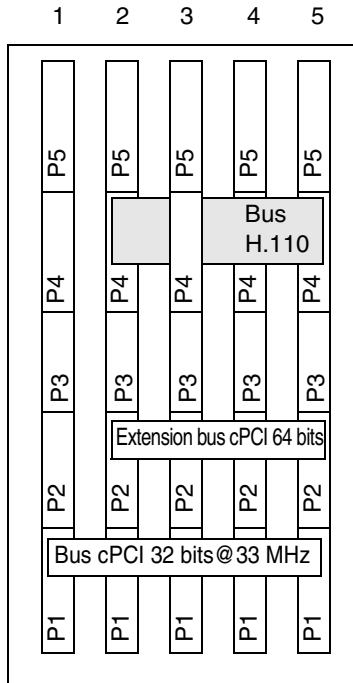 1 2 3 4 5
P5 P5 P5 P5 P5
Bus
H.110
P4 P4 P4 P4 P4
P3 P3 P3 P3 P3
Extension bus cPCI 64 bits
P2 P2 P2 P2 P2
Bus cPCI 32 bits@33 MHz
P1 P1 P1 P1 P1